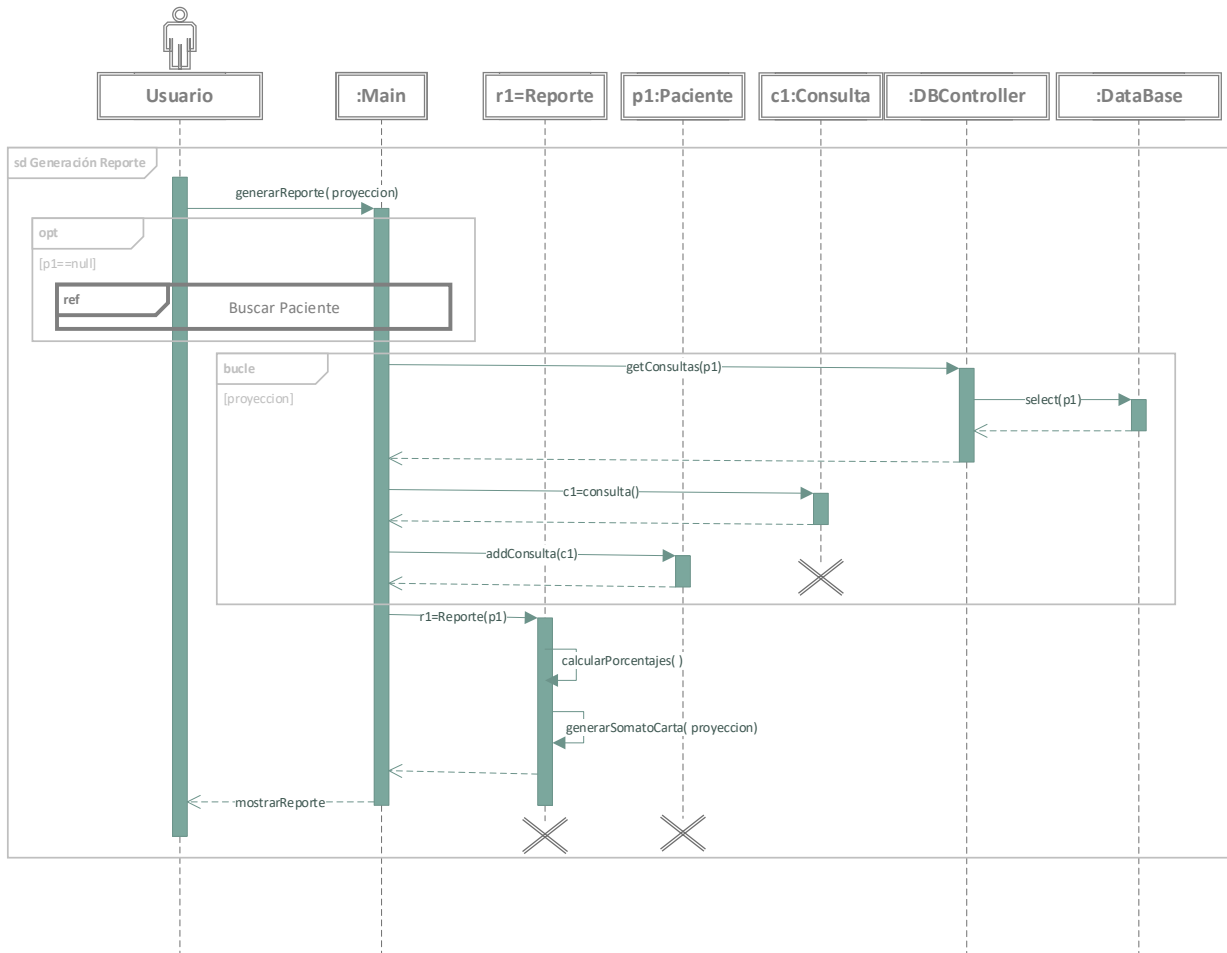 Usuario
:Main
r1=Reporte
p1:Paciente
c1:Consulta
:DBController
:DataBase
sd Generación Reporte
generarReporte( proyeccion)
opt
[p1==null]
ref
Buscar Paciente
bucle
[proyeccion]
getConsultas(p1)
select(p1)
c1=consulta()
addConsulta(c1)
r1=Reporte(p1)
calcularPorcentajes( )
generarSomatoCarta( proyeccion)
mostrarReporte